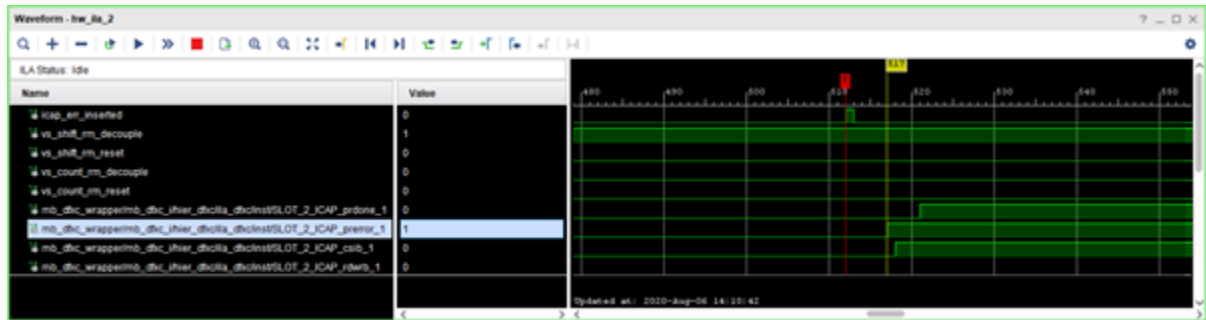 Waveform - hw_ila_2
ILA Status: Idle
Name Value
517
480 490 500 510 520 530 540 550
icap_err_inserted 0
vs_shift_rm_decouple 1
vs_shift_rm_reset 0
vs_count_rm_decouple 0
vs_count_rm_reset 0
mb_dfxc_wrapper/mb_dfxc_i/hier_dfxc/ila_dfxc/inst/SLOT_2_ICAP_prdone_1 0
mb_dfxc_wrapper/mb_dfxc_i/hier_dfxc/ila_dfxc/inst/SLOT_2_ICAP_prerror_1 1
mb_dfxc_wrapper/mb_dfxc_i/hier_dfxc/ila_dfxc/inst/SLOT_2_ICAP_csib_1 0
mb_dfxc_wrapper/mb_dfxc_i/hier_dfxc/ila_dfxc/inst/SLOT_2_ICAP_rdwrb_1 0
Updated at: 2020-Aug-06 14:10:42